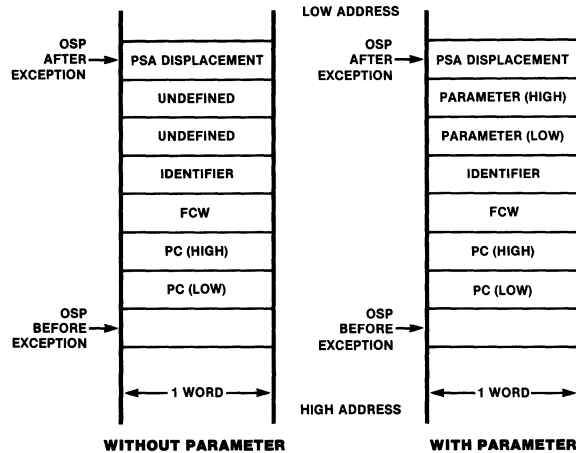 LOW ADDRESS
OSP
AFTER
EXCEPTION
PSA DISPLACEMENT
UNDEFINED
UNDEFINED
IDENTIFIER
FCW
PC (HIGH)
PC (LOW)
OSP
BEFORE
EXCEPTION
1 WORD
WITHOUT PARAMETER
OSP
AFTER
EXCEPTION
PSA DISPLACEMENT
PARAMETER (HIGH)
PARAMETER (LOW)
IDENTIFIER
FCW
PC (HIGH)
PC (LOW)
OSP
BEFORE
EXCEPTION
1 WORD
HIGH ADDRESS
WITH PARAMETER